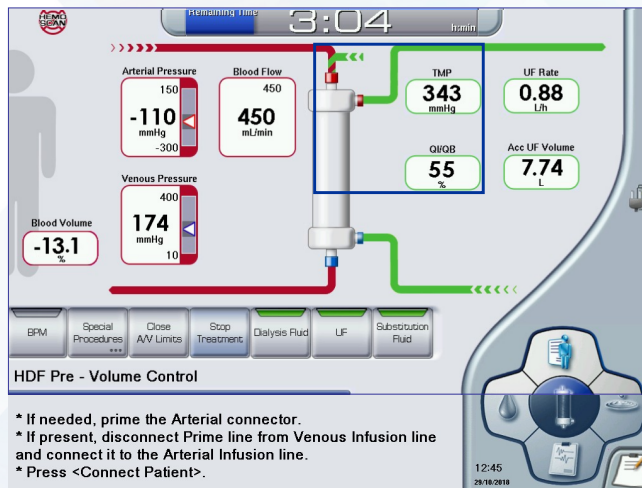 HEMO
SCAN
Remaining Time
3:04
h:min
Arterial Pressure
150
-110
mmHg
-300
Blood Flow
450
450
mL/min
TMP
343
mmHg
UF Rate
0.88
L/h
QI/QB
55
%
Acc UF Volume
7.74
L
Venous Pressure
400
174
mmHg
10
Blood Volume
-13.1
%
BPM
Special
Procedures
Close
A/V Limits
Stop
Treatment
Dialysis Fluid
UF
Substitution
Fluid
HDF Pre - Volume Control
* If needed, prime the Arterial connector.
* If present, disconnect Prime line from Venous Infusion line
and connect it to the Arterial Infusion line.
* Press <Connect Patient>.
12:45
29/10/2018